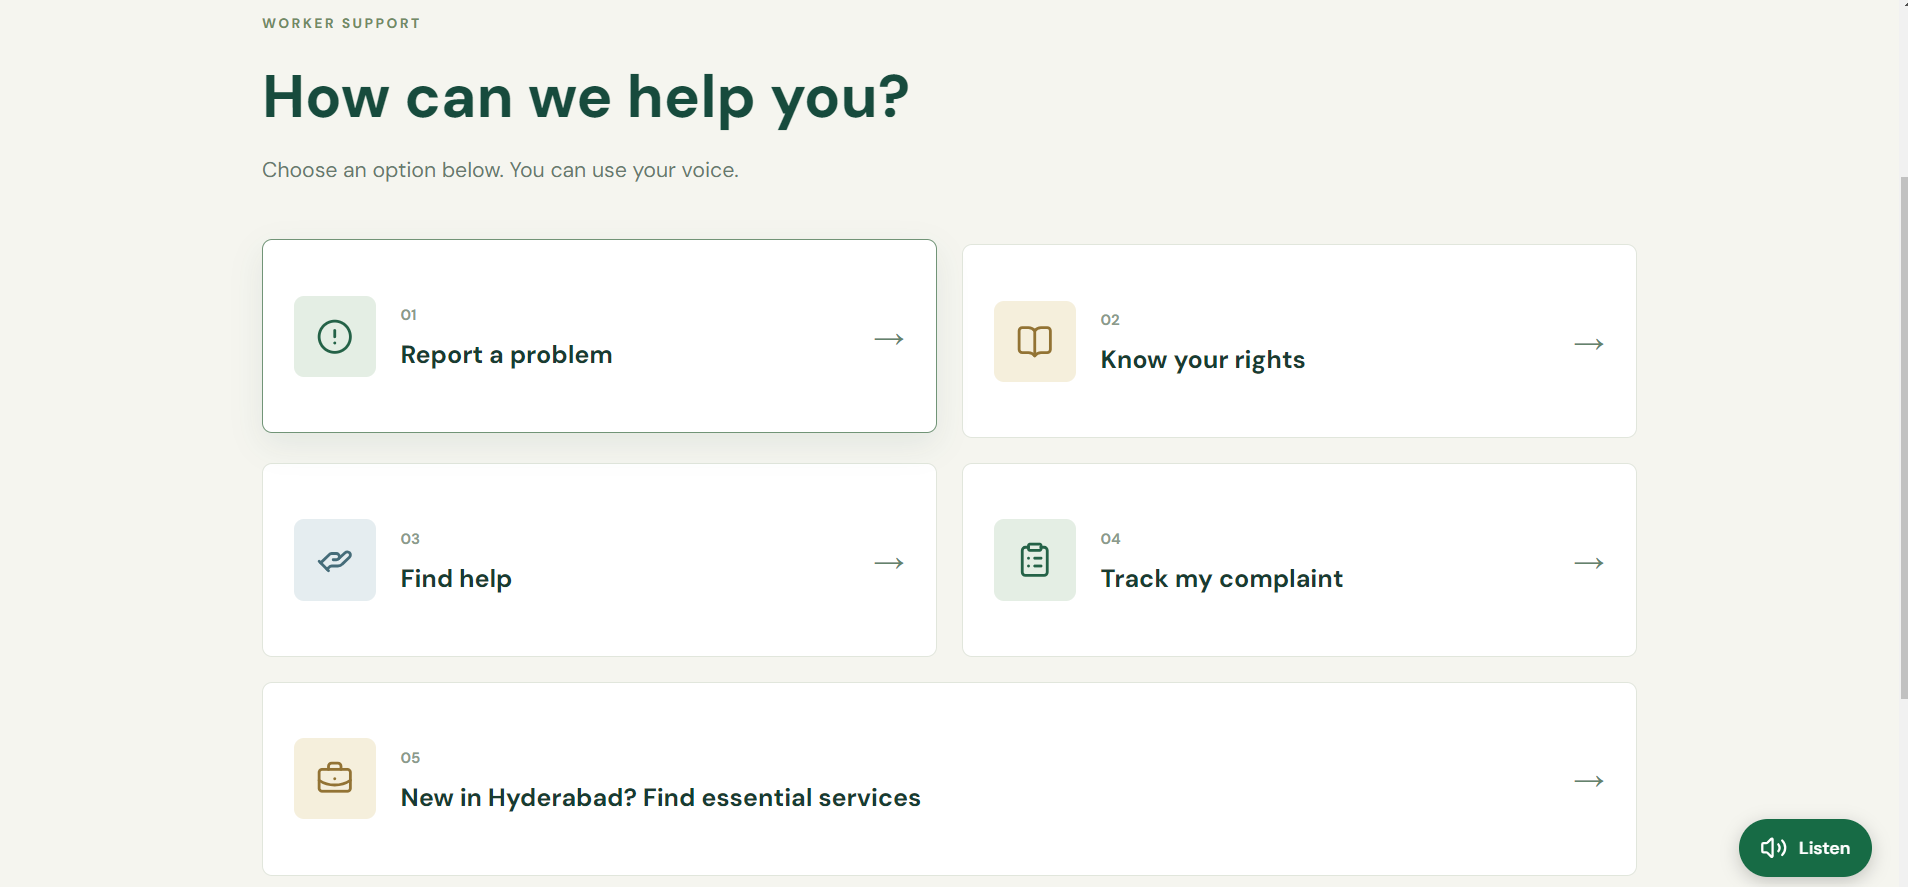 WORKER SUPPORT
How can we help you?
Choose an option below. You can use your voice.
01
Report a problem
02
Know your rights
03
Find help
04
Track my complaint
05
New in Hyderabad? Find essential services
Listen